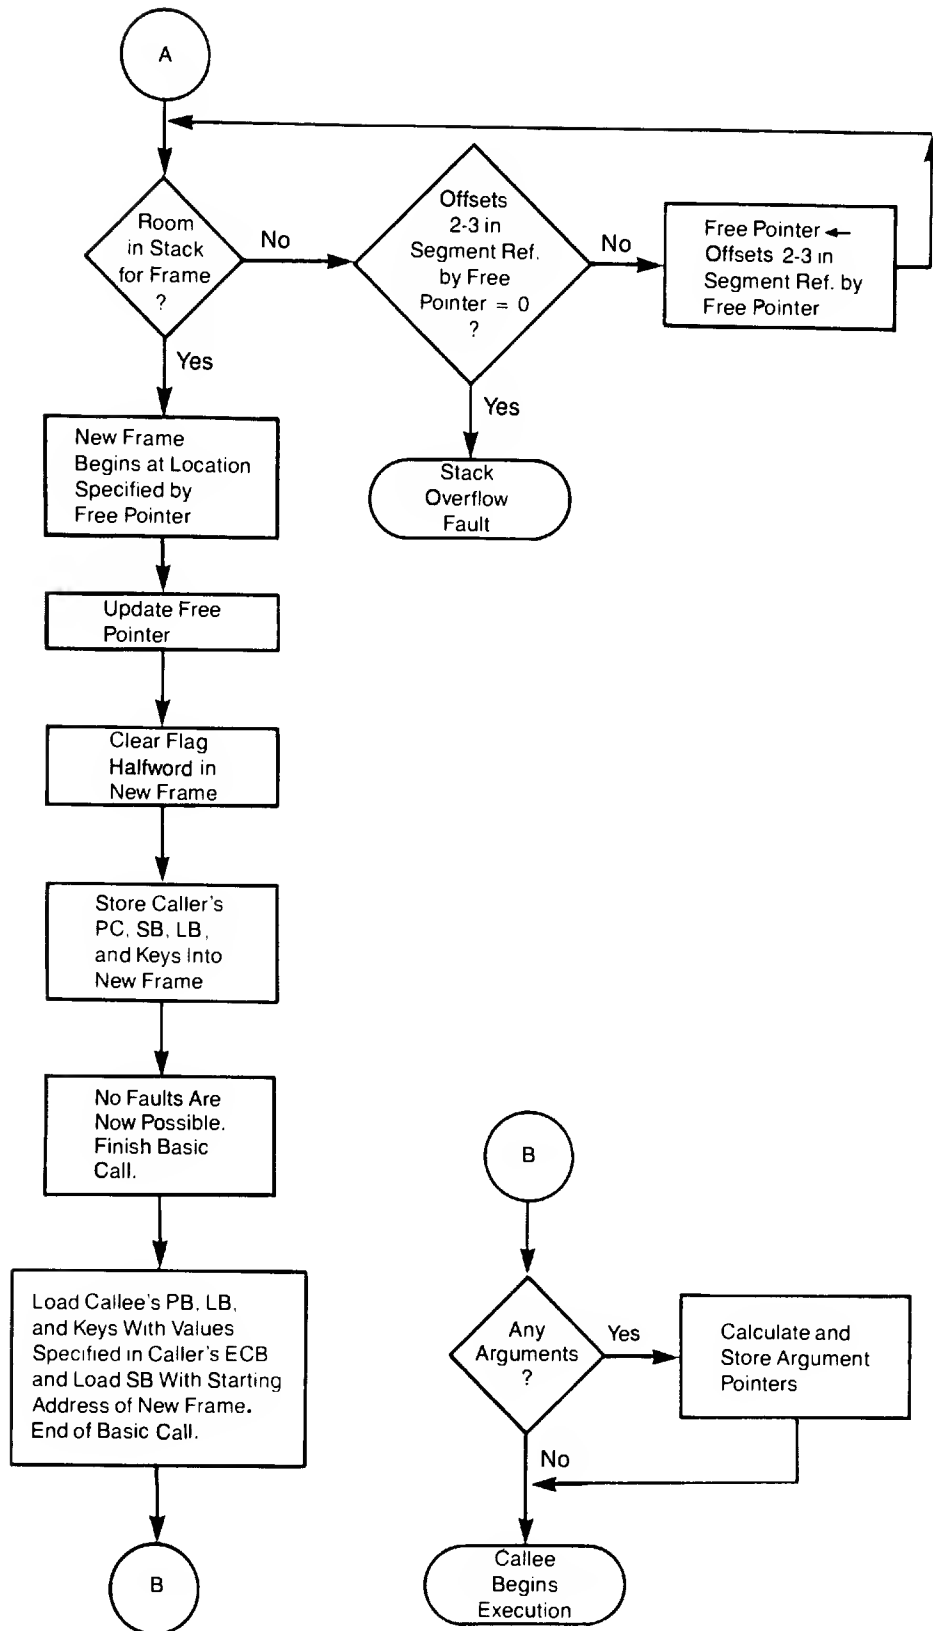 A
Room
in Stack
for Frame
?
No
Offsets
2-3 in
Segment Ref.
by Free
Pointer = 0
?
No
Free Pointer ←
Offsets 2-3 in
Segment Ref. by
Free Pointer
Yes
Yes
New Frame
Begins at Location
Specified by
Free Pointer
Stack
Overflow
Fault
Update Free
Pointer
Clear Flag
Halfword in
New Frame
Store Caller's
PC, SB, LB,
and Keys Into
New Frame
No Faults Are
Now Possible.
Finish Basic
Call.
Load Callee's PB, LB,
and Keys With Values
Specified in Caller's ECB
and Load SB With Starting
Address of New Frame.
End of Basic Call.
B
B
Any
Arguments
?
Yes
Calculate and
Store Argument
Pointers
No
Callee
Begins
Execution